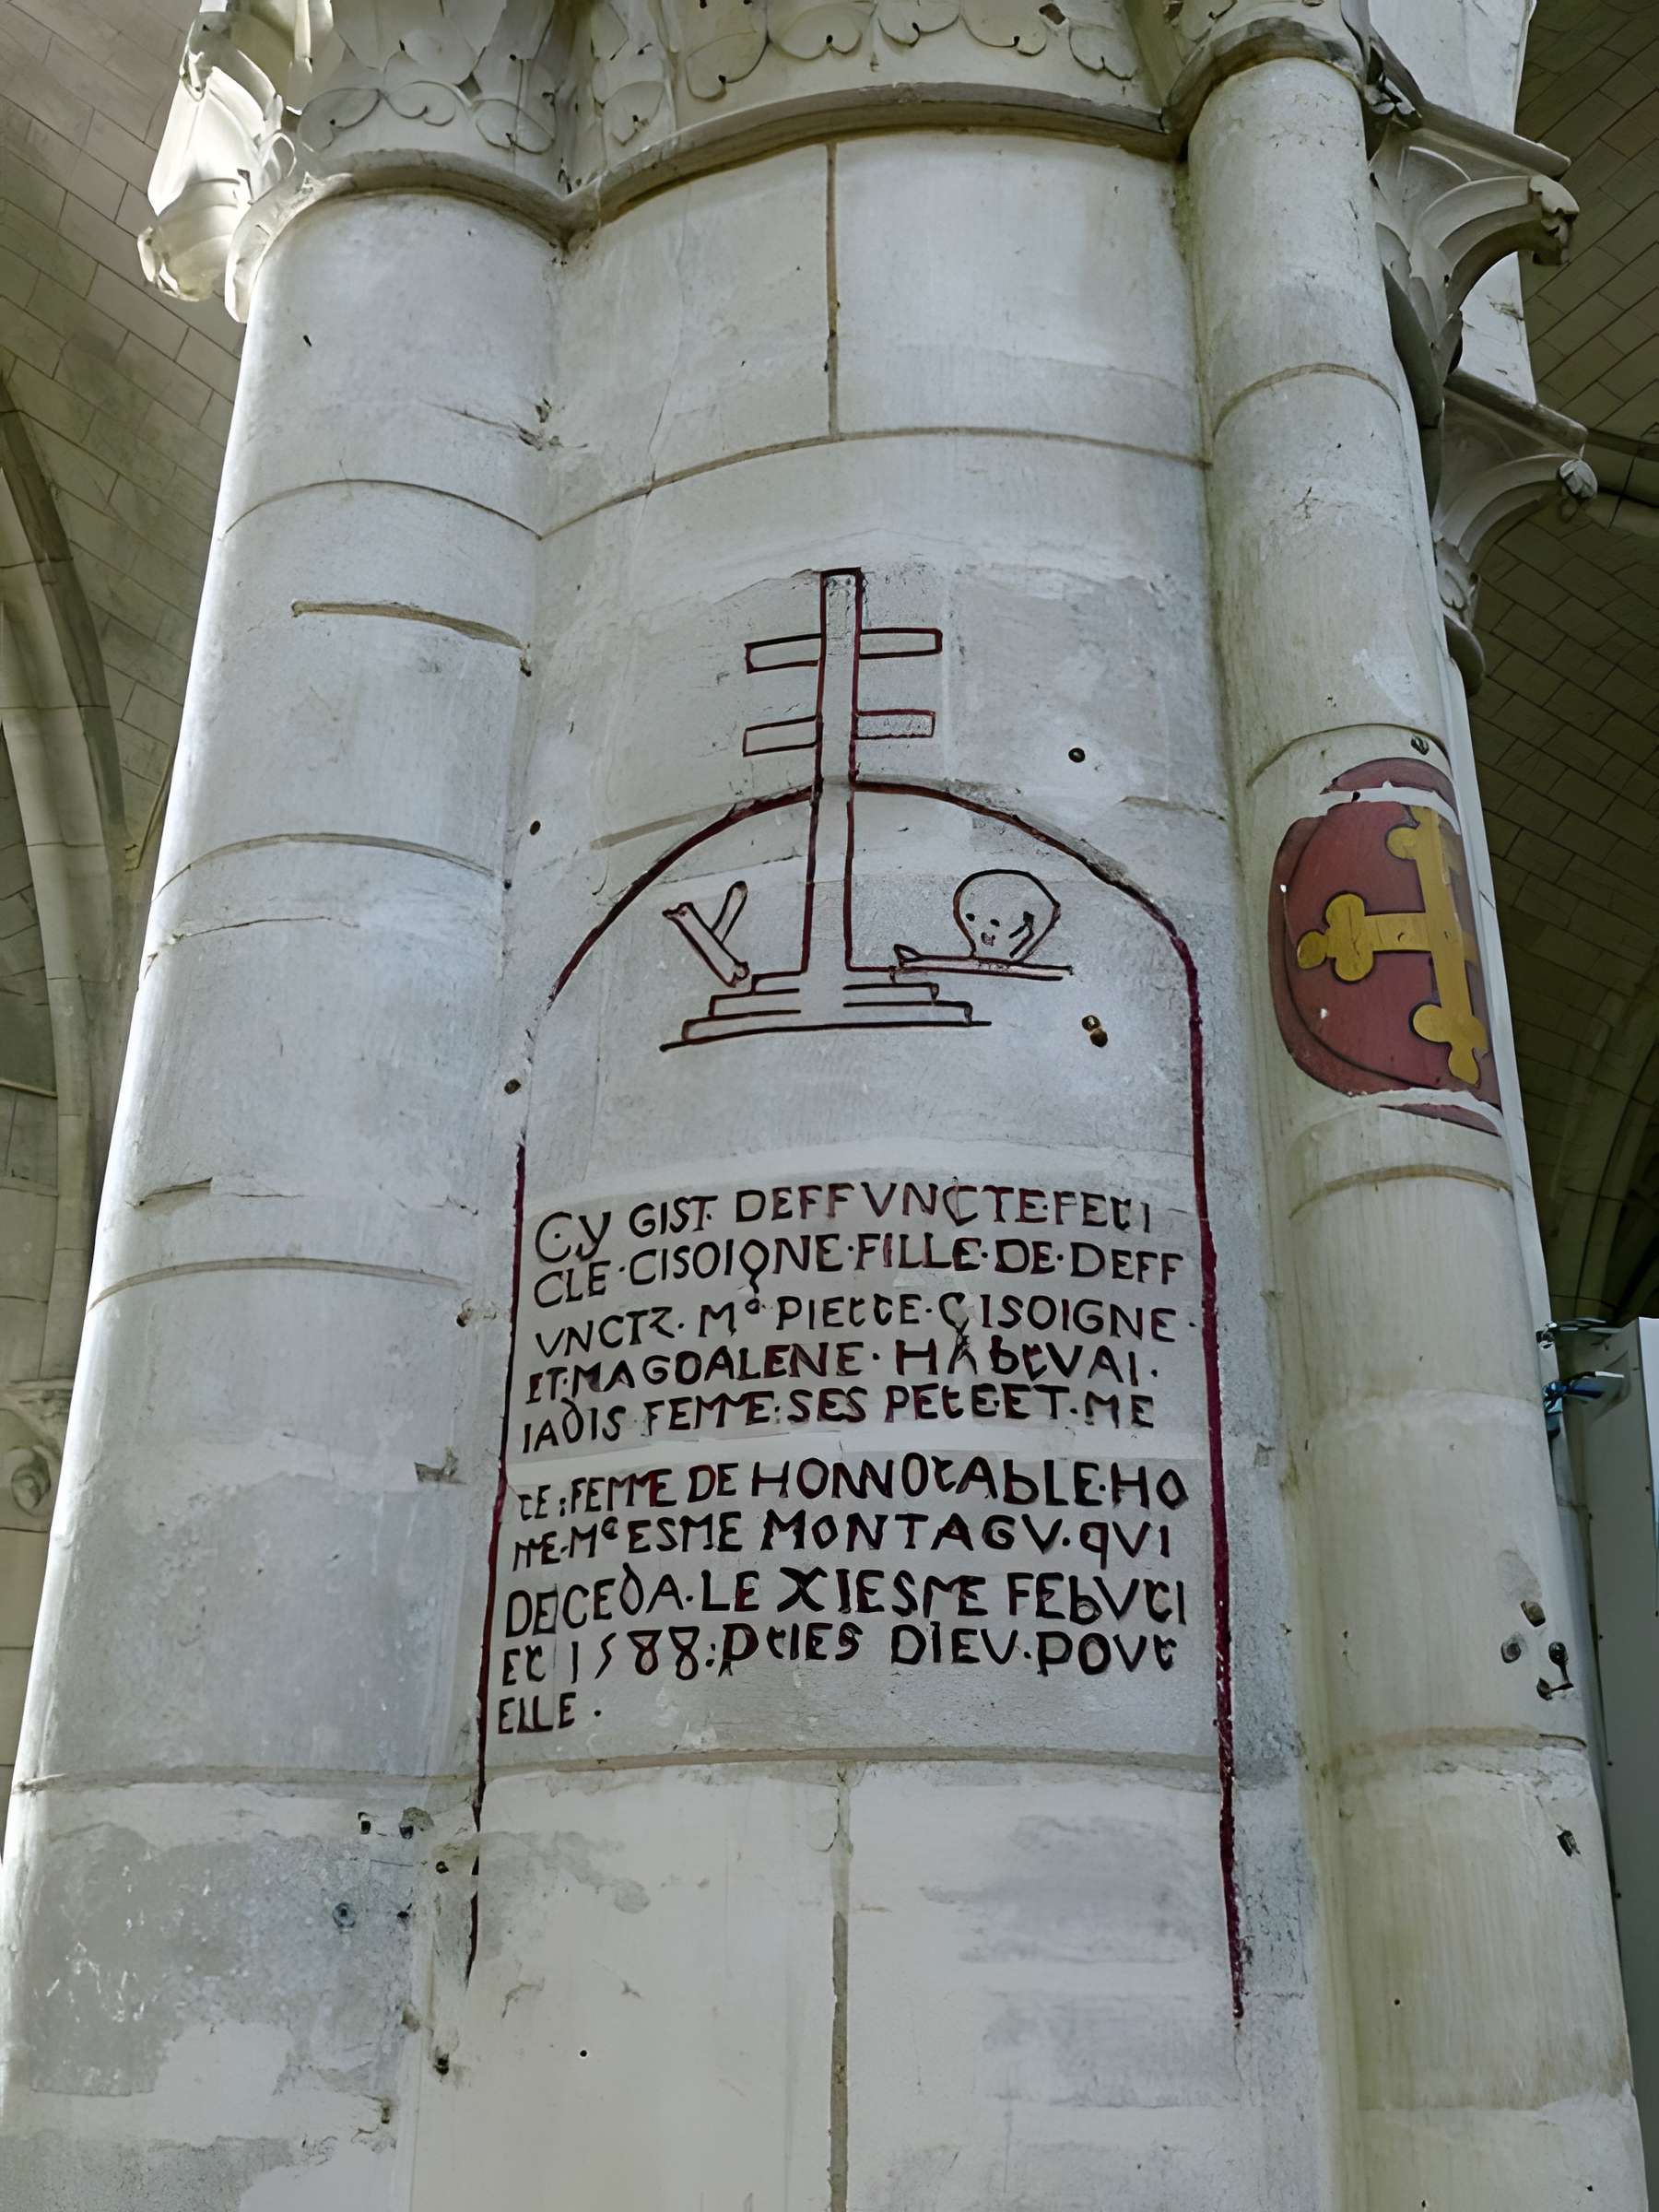 CY GIST· DEFFVNCTE·FERI
CLE·CISOIGNE·FILLE·DE·DEFF
VNCTZ· Mᵉ·PIERRE·CISOIGNE·
ET·MAGDALENE·HABRVAI·
IADIS FEMME·SES PERE·ET·ME
RE:FEMME DE HONNORABLE·HO
MME·Mᵉ ESME MONTAGV·QVI
DECEDA·LE XIESME FEBVRI
ER 1588:PRIES DIEV·POVR
ELLE·